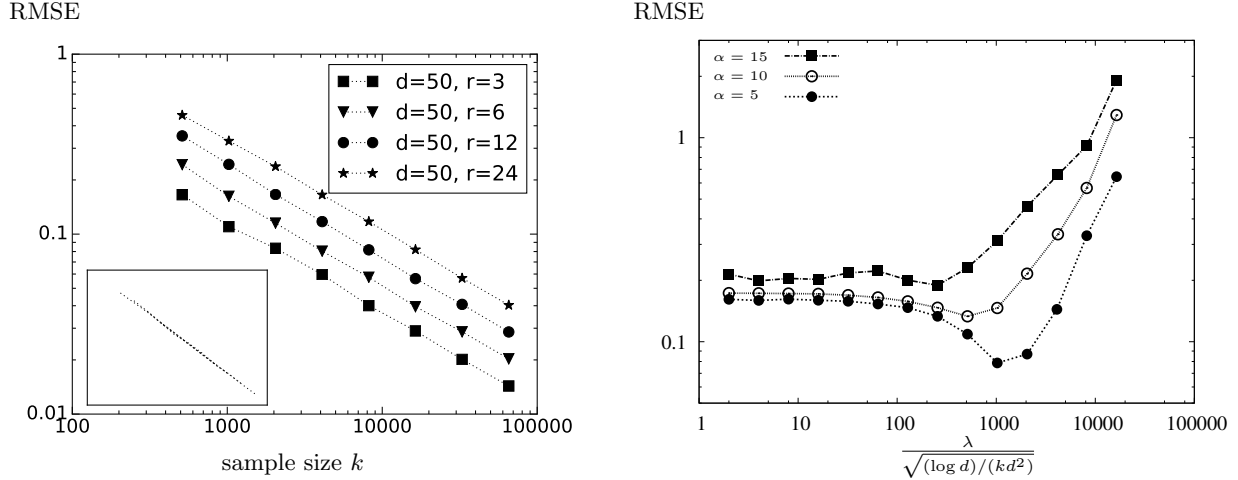 RMSE
1
0.1
0.01
100
1000
10000
100000
d=50, r=3
d=50, r=6
d=50, r=12
d=50, r=24
sample size k
RMSE
α = 15
α = 10
α = 5
1
0.1
1
10
100
1000
10000
100000
λ
√(log d)/(kd²)